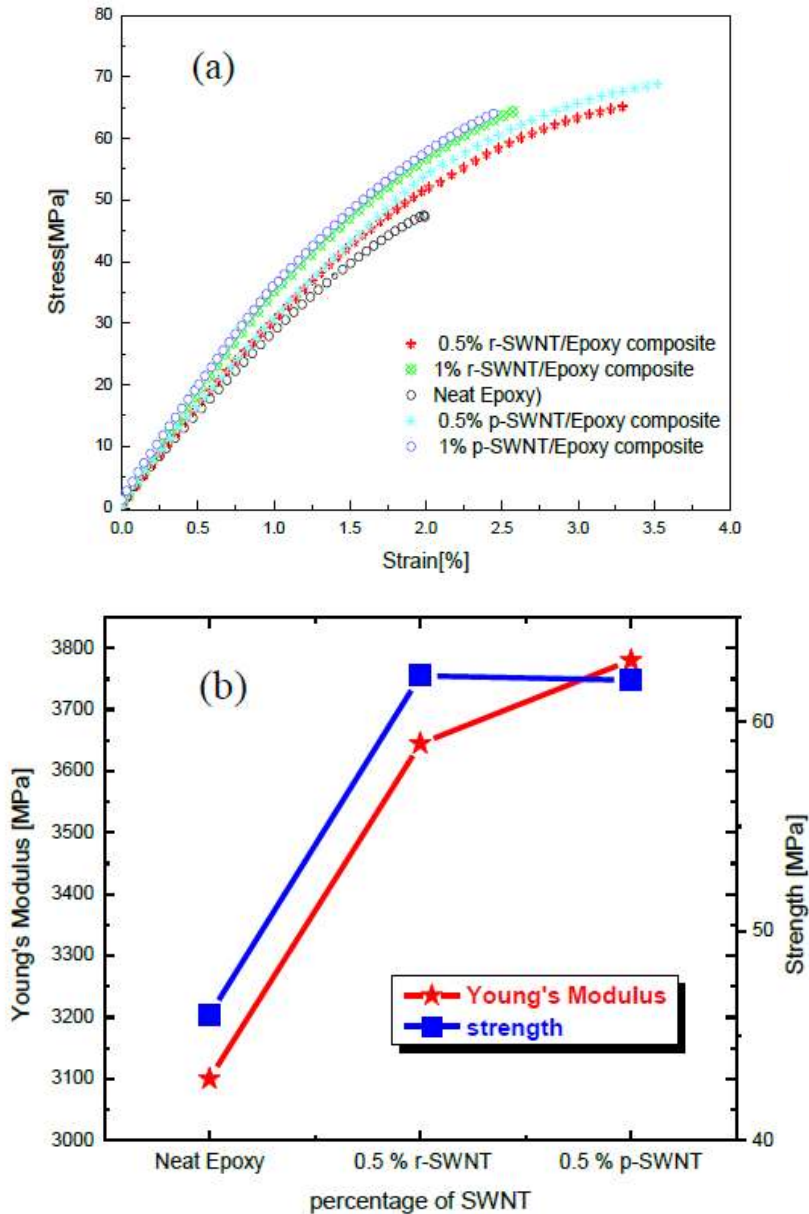 80
70
60
50
40
30
20
10
0
(a)
Stress[MPa]
0.5% r-SWNT/Epoxy composite
1% r-SWNT/Epoxy composite
Neat Epoxy)
0.5% p-SWNT/Epoxy composite
1% p-SWNT/Epoxy composite
0.0 0.5 1.0 1.5 2.0 2.5 3.0 3.5 4.0
Strain[%]
(b)
3800
3700
3600
3500
3400
3300
3200
3100
3000
Young's Modulus [MPa]
60
50
40
Strength [MPa]
Young's Modulus
strength
Neat Epoxy 0.5 % r-SWNT 0.5 % p-SWNT
percentage of SWNT